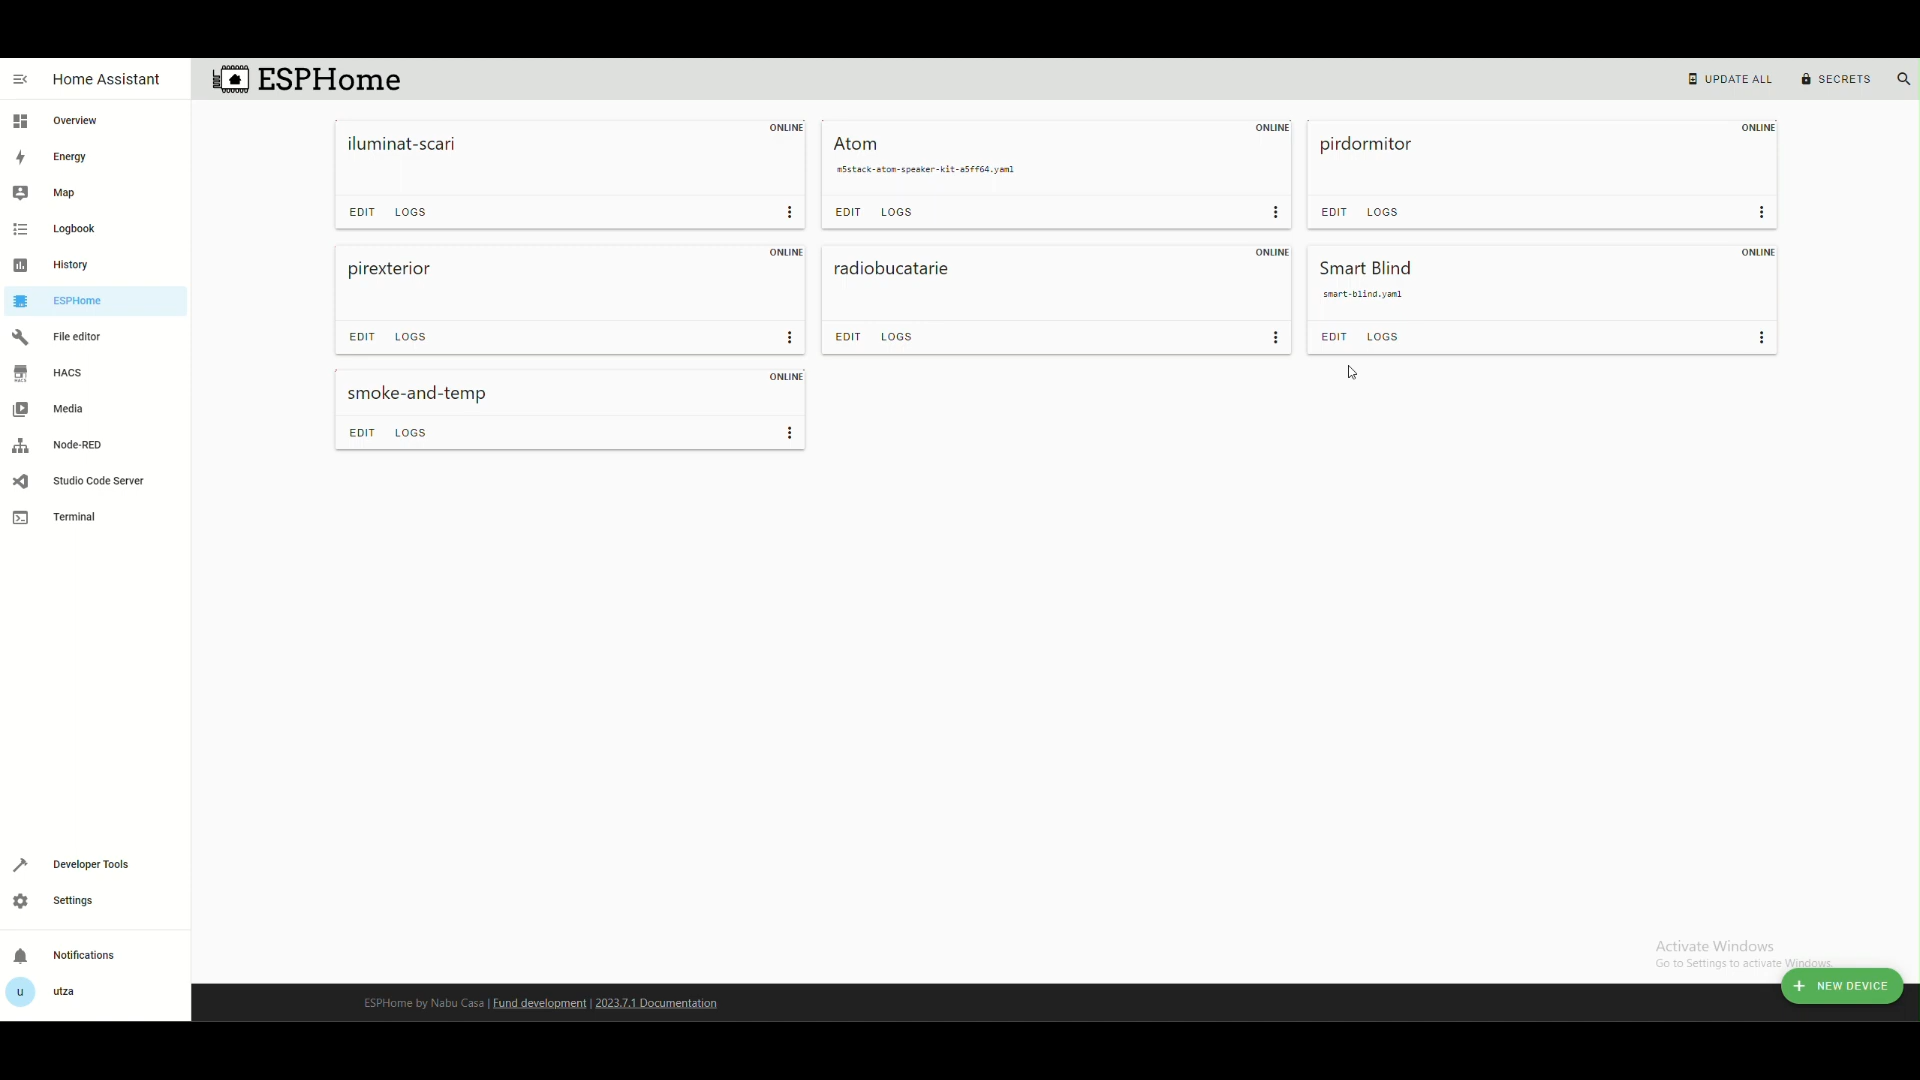 Home Assistant
ESPHome
UPDATE ALL
SECRETS
Overview
Energy
Map
Logbook
History
ESPHome
File editor
HACS
Media
Node-RED
Studio Code Server
Terminal
Developer Tools
Settings
Notifications
u
utza
ONLINE
iluminat-scari
EDIT LOGS
ONLINE
Atom
m5stack-atom-speaker-kit-a5ff64.yaml
EDIT LOGS
ONLINE
pirdormitor
EDIT LOGS
ONLINE
pirexterior
EDIT LOGS
ONLINE
radiobucatarie
EDIT LOGS
ONLINE
Smart Blind
smart-blind.yaml
EDIT LOGS
ONLINE
smoke-and-temp
EDIT LOGS
Activate Windows
Go to Settings to activate Windows.
+ NEW DEVICE
ESPHome by Nabu Casa | Fund development | 2023.7.1 Documentation